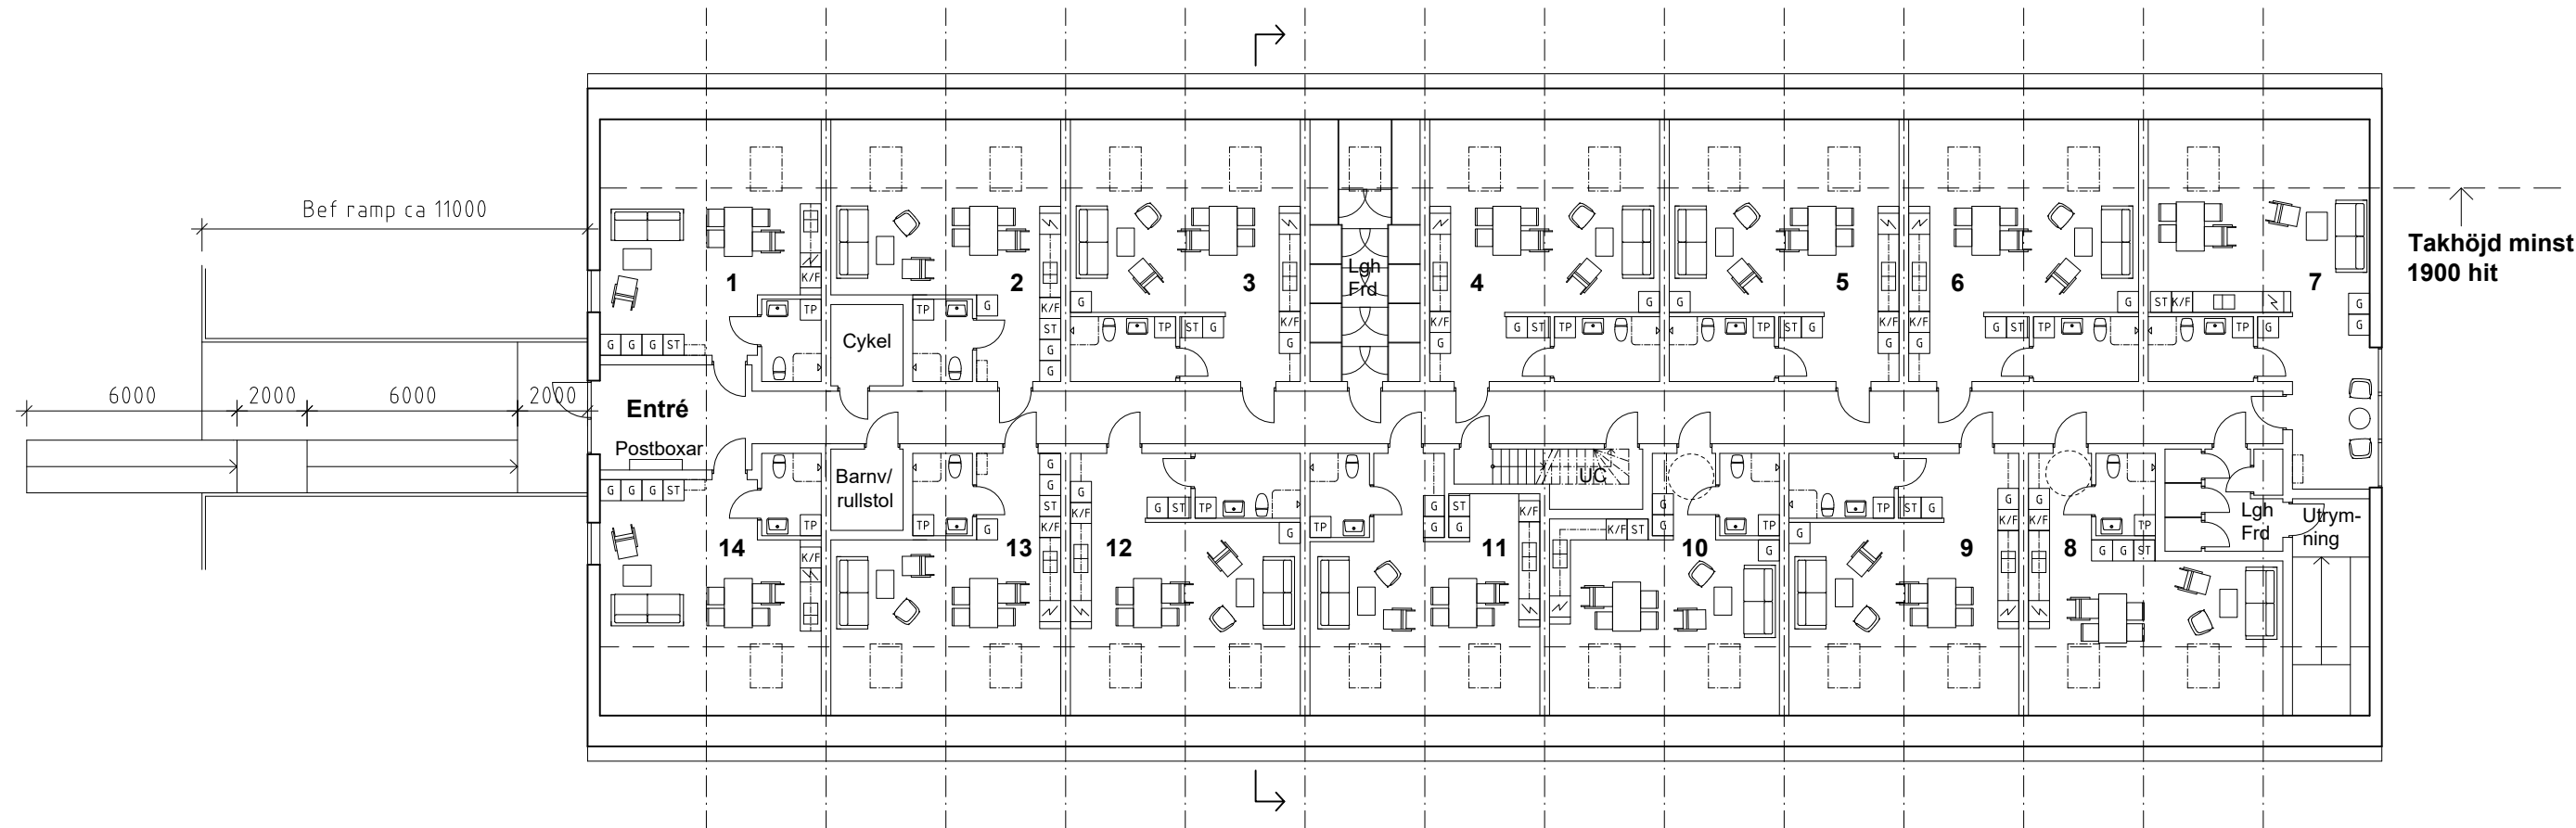 Bef ramp ca 11000
6000
2000
6000
2000
Takhöjd minst
1900 hit
1
K/F
TP
G
G
G
ST
Cykel
2
TP
G
K/F
ST
G
G
3
G
TP
ST
G
K/F
G
Lgh
Frd
4
K/F
G
G
ST
TP
G
5
G
TP
ST
G
K/F
G
6
K/F
G
G
ST
TP
G
7
ST
K/F
TP
G
G
G
Entré
Postboxar
14
G
G
G
ST
TP
K/F
Barnv/
rullstol
13
TP
G
G
G
ST
K/F
12
G
K/F
G
ST
TP
G
11
TP
G
G
ST
G
K/F
UC
10
K/F
ST
G
G
TP
G
9
G
TP
ST
G
G
K/F
8
G
K/F
TP
G
G
ST
Lgh
Frd
Utrym-
ning